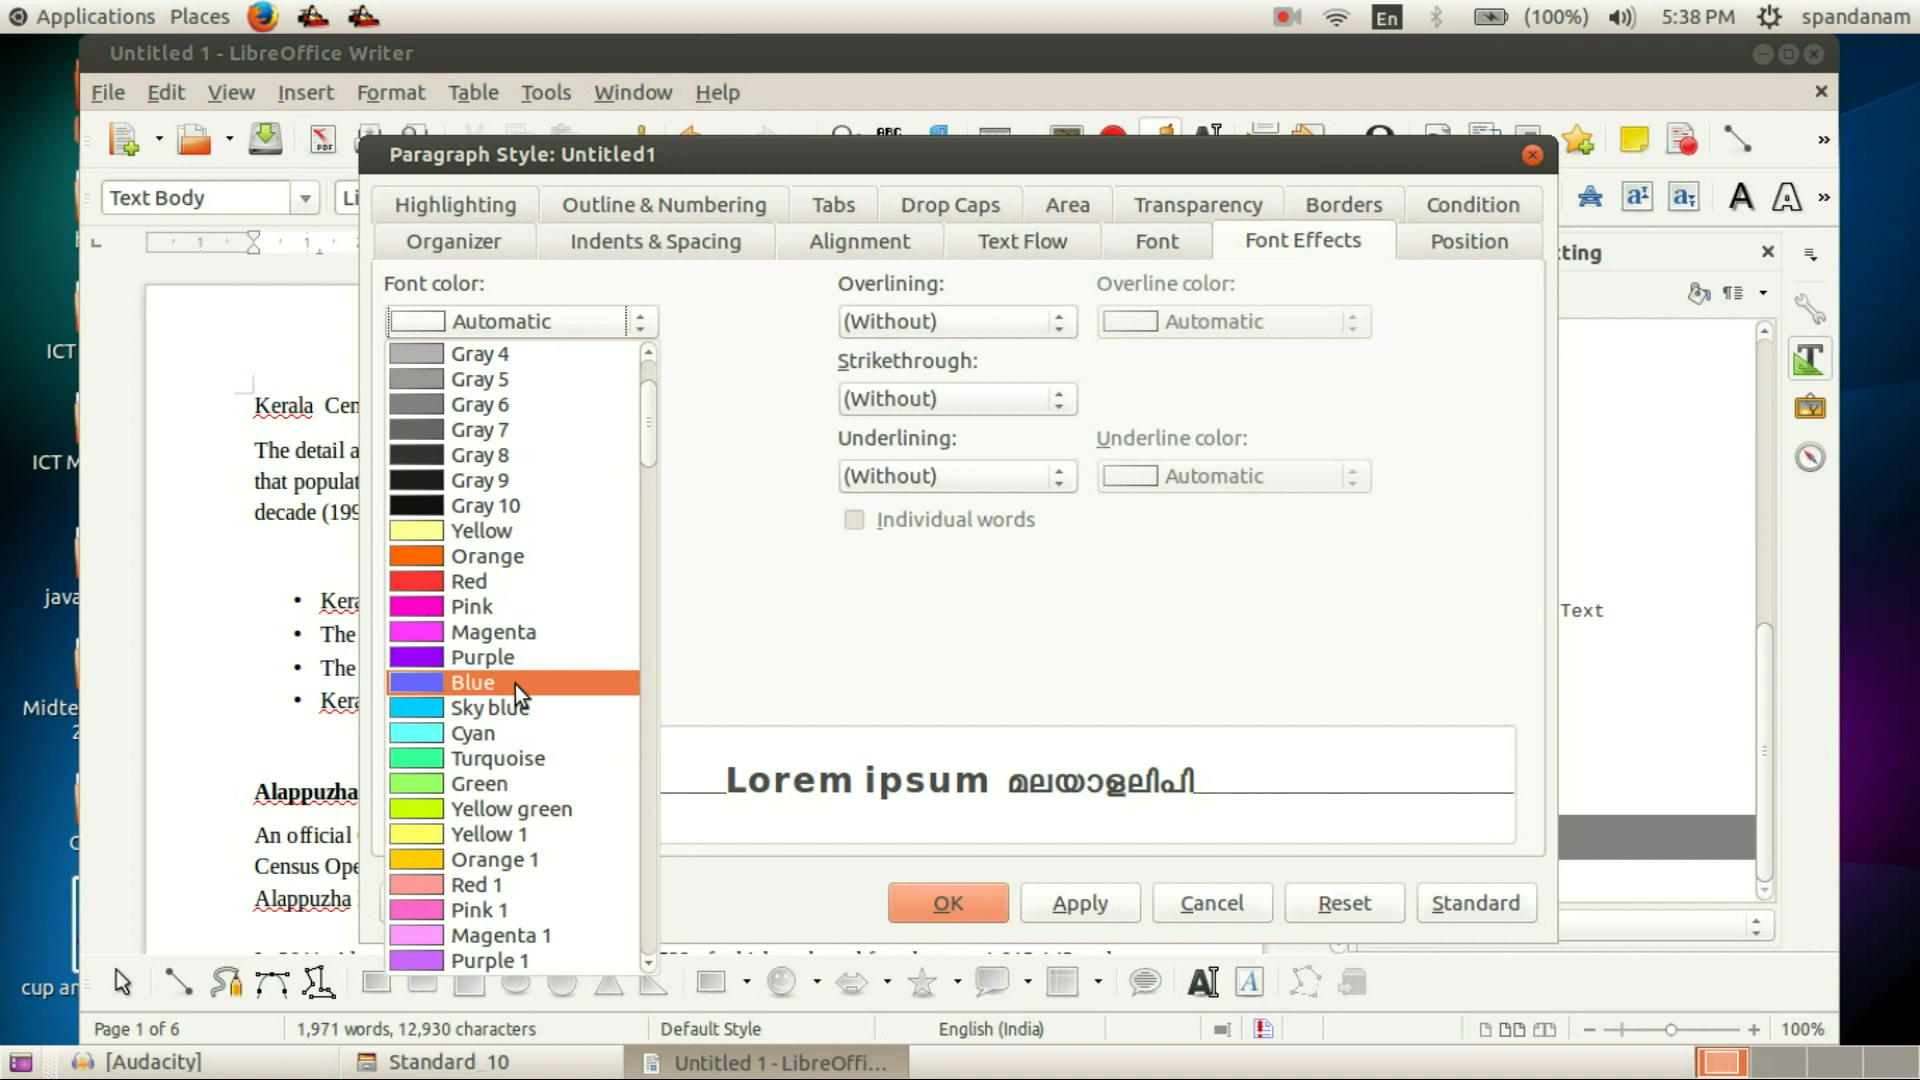 Applications Places En (100%) 5:38 PM spandanam
Untitled 1 - LibreOffice Writer
File Edit View Insert Format Table Tools Window Help
Paragraph Style: Untitled1
Text Body
Highlighting Outline & Numbering Tabs Drop Caps Area Transparency Borders Condition
Organizer Indents & Spacing Alignment Text Flow Font Font Effects Position
Font color: Overlining: Overline color:
Automatic (Without) Automatic
Strikethrough:
(Without)
Underlining: Underline color:
(Without) Automatic
Individual words
Gray 4
Gray 5
Gray 6
Gray 7
Gray 8
Gray 9
Gray 10
Yellow
Orange
Red
Pink
Magenta
Purple
Blue
Sky blue
Cyan
Turquoise
Green
Yellow green
Yellow 1
Orange 1
Red 1
Pink 1
Magenta 1
Purple 1
Lorem ipsum മലയാളലിപി
OK Apply Cancel Reset Standard
Kerala
The detail
that
decade
The
The
Alappuzha
An official
Census
Alappuzha
Text
ICT
Page 1 of 6 1,971 words, 12,930 characters Default Style English (India) 100%
[Audacity] Standard_10 Untitled 1 - LibreOffi...